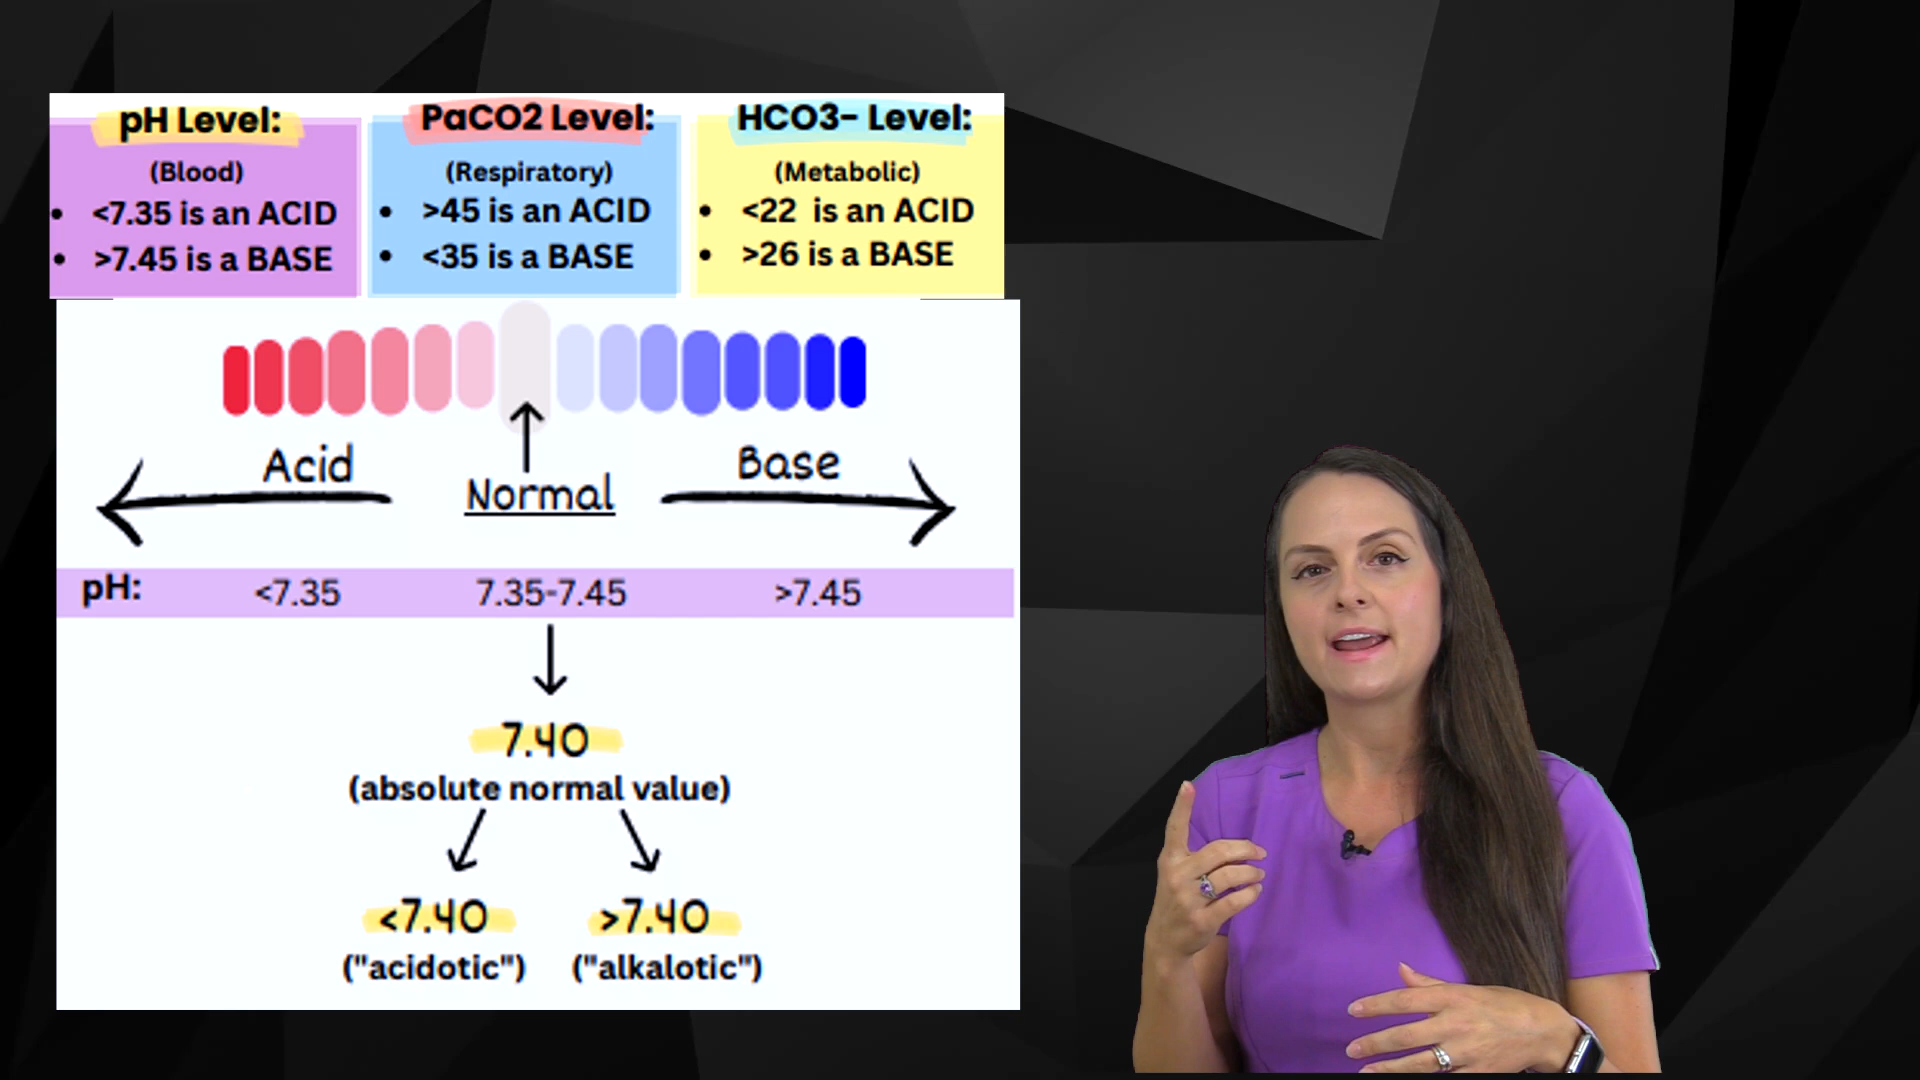 pH Level:
(Blood)
• <7.35 is an ACID
• >7.45 is a BASE
PaCO2 Level:
(Respiratory)
• >45 is an ACID
• <35 is a BASE
HCO3- Level:
(Metabolic)
• <22 is an ACID
• >26 is a BASE
Acid
Normal
Base
pH: <7.35 7.35-7.45 >7.45
7.40
(absolute normal value)
<7.40 >7.40
("acidotic") ("alkalotic")